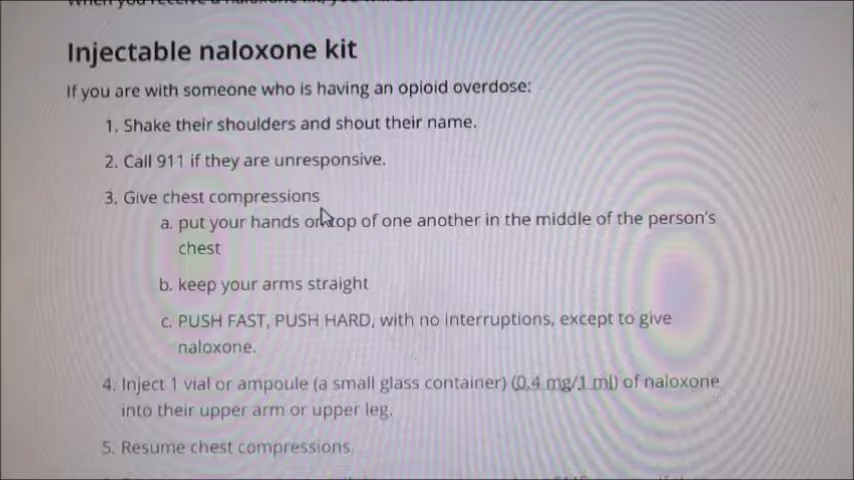 Injectable naloxone kit
If you are with someone who is having an opioid overdose:
1. Shake their shoulders and shout their name.
2. Call 911 if they are unresponsive.
3. Give chest compressions
a. put your hands on top of one another in the middle of the person's
chest
b. keep your arms straight
c. PUSH FAST, PUSH HARD, with no interruptions, except to give
naloxone.
4. Inject 1 vial or ampoule (a small glass container) (0.4 mg/1 ml) of naloxone
into their upper arm or upper leg.
5. Resume chest compressions.